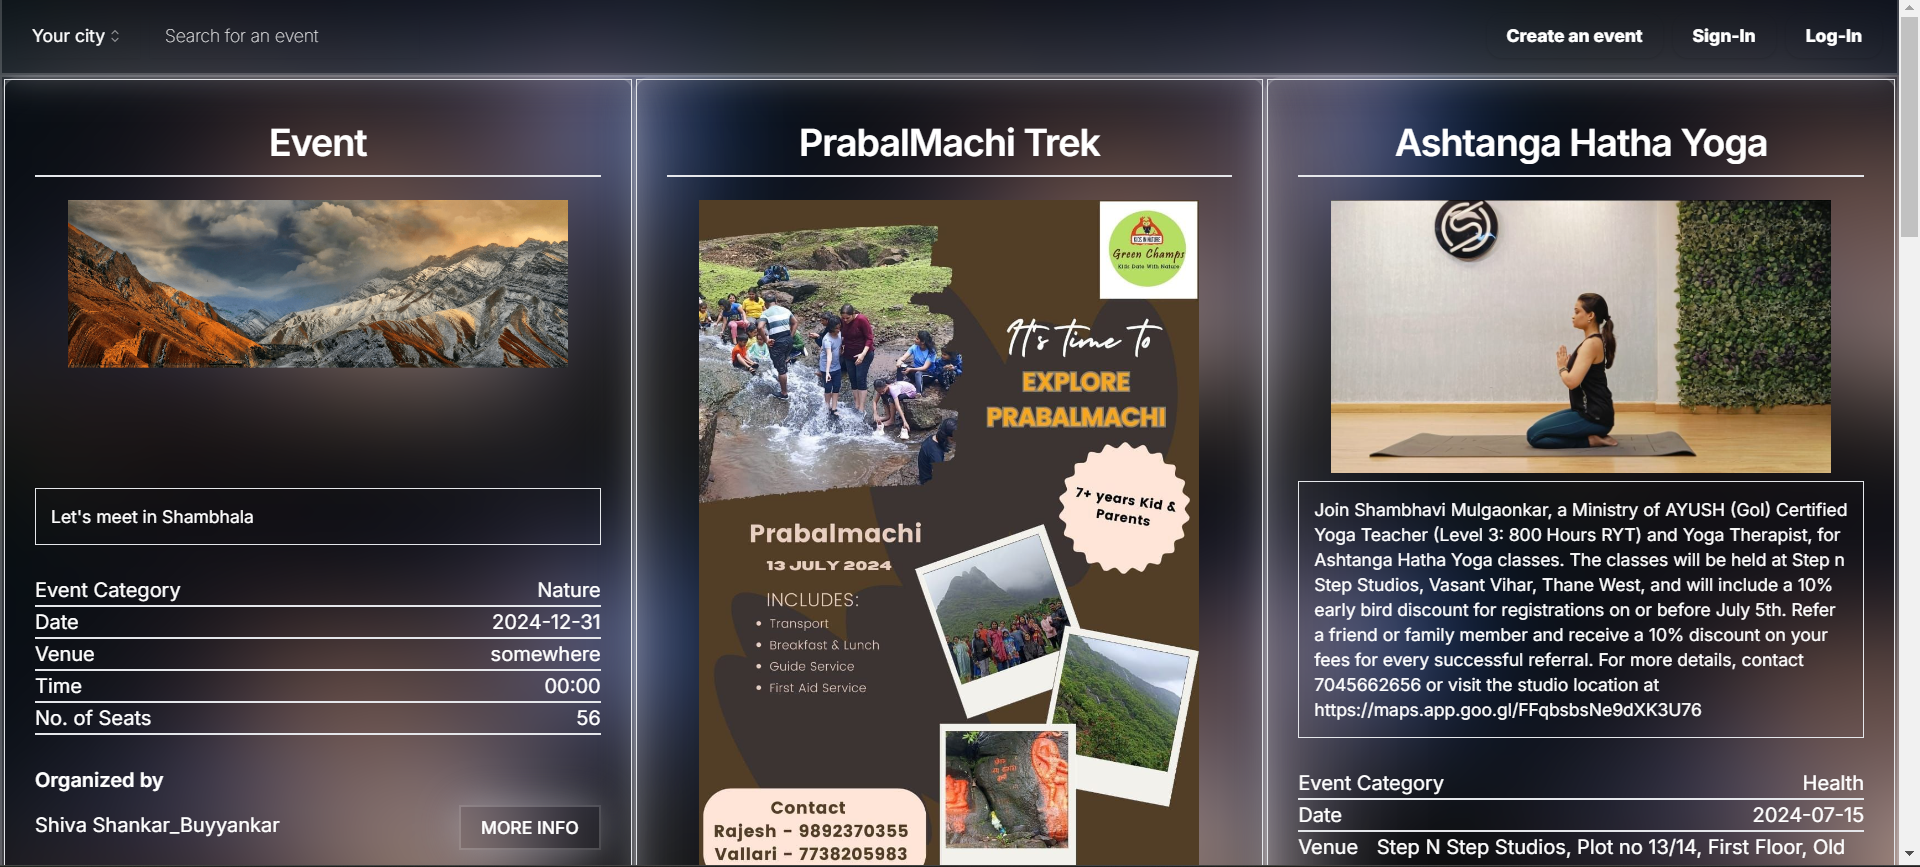 Your city
Search for an event
Create an event
Sign-In
Log-In
Event
Let's meet in Shambhala
Event Category Nature
Date 2024-12-31
Venue somewhere
Time 00:00
No. of Seats 56
Organized by
Shiva Shankar_Buyyankar
MORE INFO
PrabalMachi Trek
KIDS IN NATURE
Green Champs
Kids Date With Nature
It's time to
EXPLORE
PRABALMACHI
7+ years Kid &
Parents
Prabalmachi
13 JULY 2024
INCLUDES:
• Transport
• Breakfast & Lunch
• Guide Service
• First Aid Service
Contact
Rajesh - 9892370355
Vallari - 7738205983
Ashtanga Hatha Yoga
Join Shambhavi Mulgaonkar, a Ministry of AYUSH (GoI) Certified
Yoga Teacher (Level 3: 800 Hours RYT) and Yoga Therapist, for
Ashtanga Hatha Yoga classes. The classes will be held at Step n
Step Studios, Vasant Vihar, Thane West, and will include a 10%
early bird discount for registrations on or before July 5th. Refer
a friend or family member and receive a 10% discount on your
fees for every successful referral. For more details, contact
7045662656 or visit the studio location at
https://maps.app.goo.gl/FFqbsbsNe9dXK3U76
Event Category Health
Date 2024-07-15
Venue Step N Step Studios, Plot no 13/14, First Floor, Old